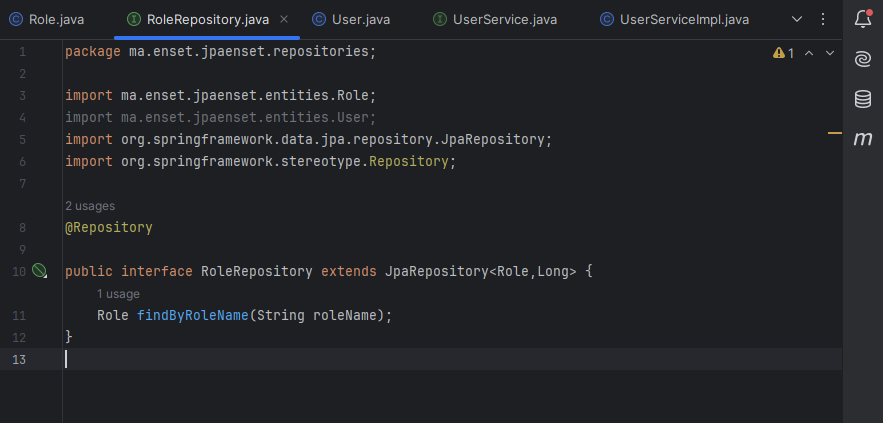 Role.java RoleRepository.java User.java UserService.java UserServiceImpl.java
1 package ma.enset.jpaenset.repositories; 1
2
3 import ma.enset.jpaenset.entities.Role;
4 import ma.enset.jpaenset.entities.User;
5 import org.springframework.data.jpa.repository.JpaRepository;
6 import org.springframework.stereotype.Repository;
7
2 usages
8 @Repository
9
10 public interface RoleRepository extends JpaRepository<Role,Long> {
1 usage
11 Role findByRoleName(String roleName);
12 }
13